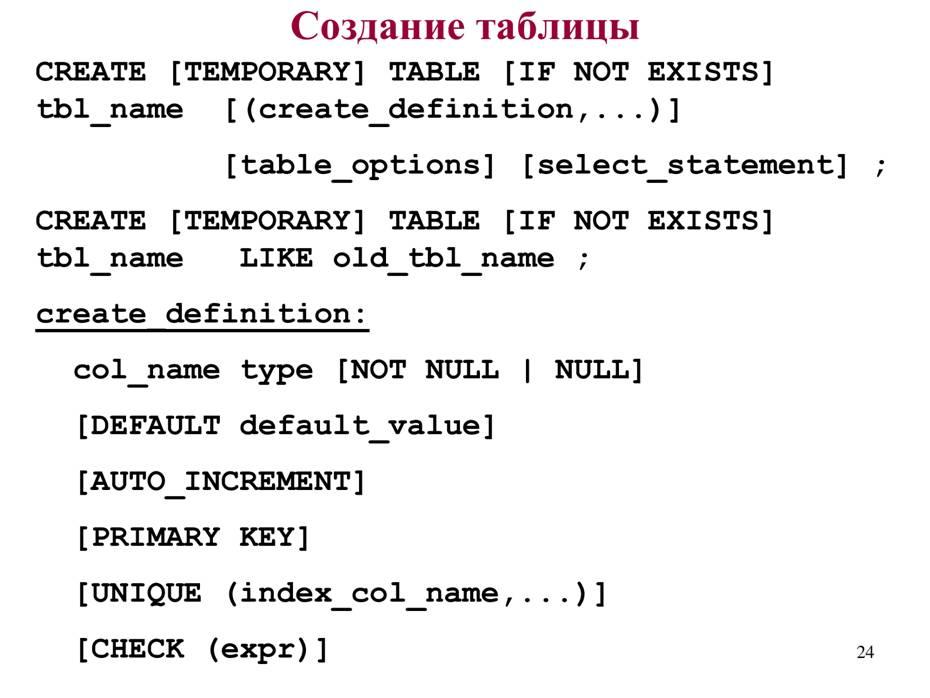 Создание таблицы
CREATE [TEMPORARY] TABLE [IF NOT EXISTS]
tbl_name [(create_definition,...)]
[table_options] [select_statement] ;
CREATE [TEMPORARY] TABLE [IF NOT EXISTS]
tbl_name LIKE old_tbl_name ;
create_definition:
col_name type [NOT NULL | NULL]
[DEFAULT default_value]
[AUTO_INCREMENT]
[PRIMARY KEY]
[UNIQUE (index_col_name,...)]
[CHECK (expr)]
24